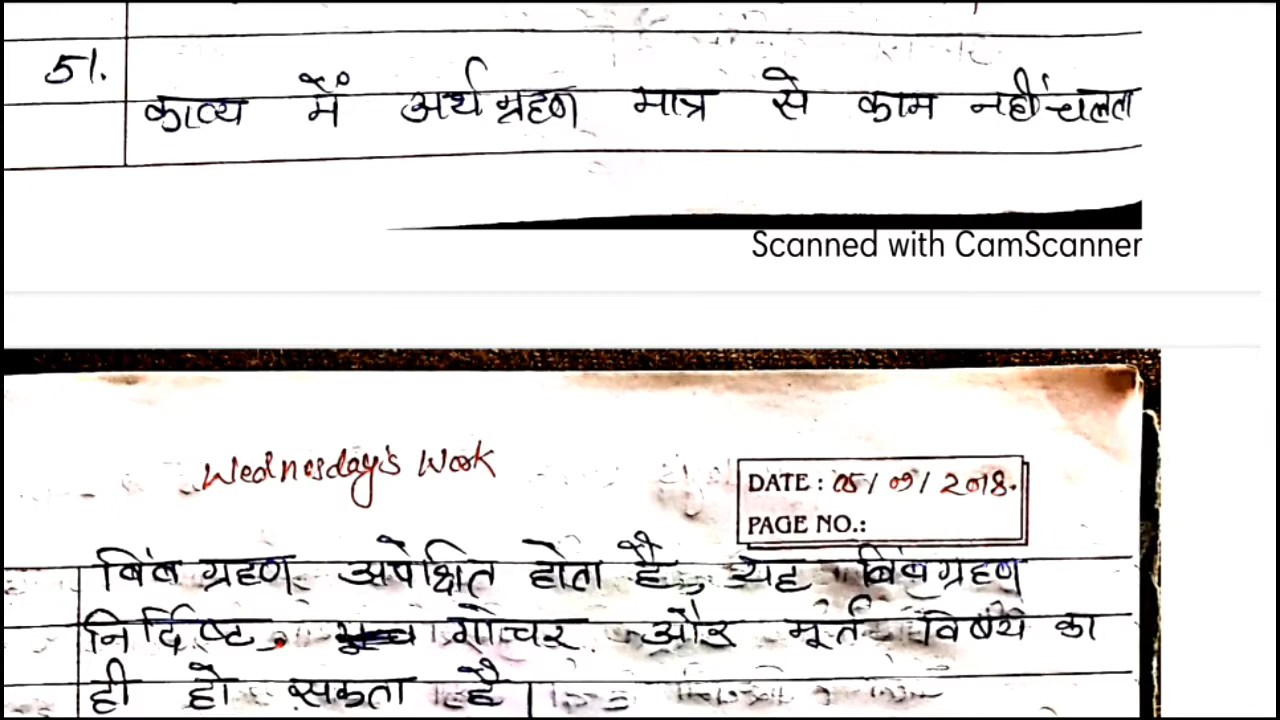 51.
काव्य में अर्थ ग्रहण मात्र से काम नहीं चलता
Scanned with CamScanner
Wednesday's Work
DATE : 05/09/2018.
PAGE NO.:
बिंब ग्रहण अपेक्षित होता है, यह बिंबग्रहण
निर्दिष्ट, गोचर और मूर्त विषय का
ही हो सकता है।